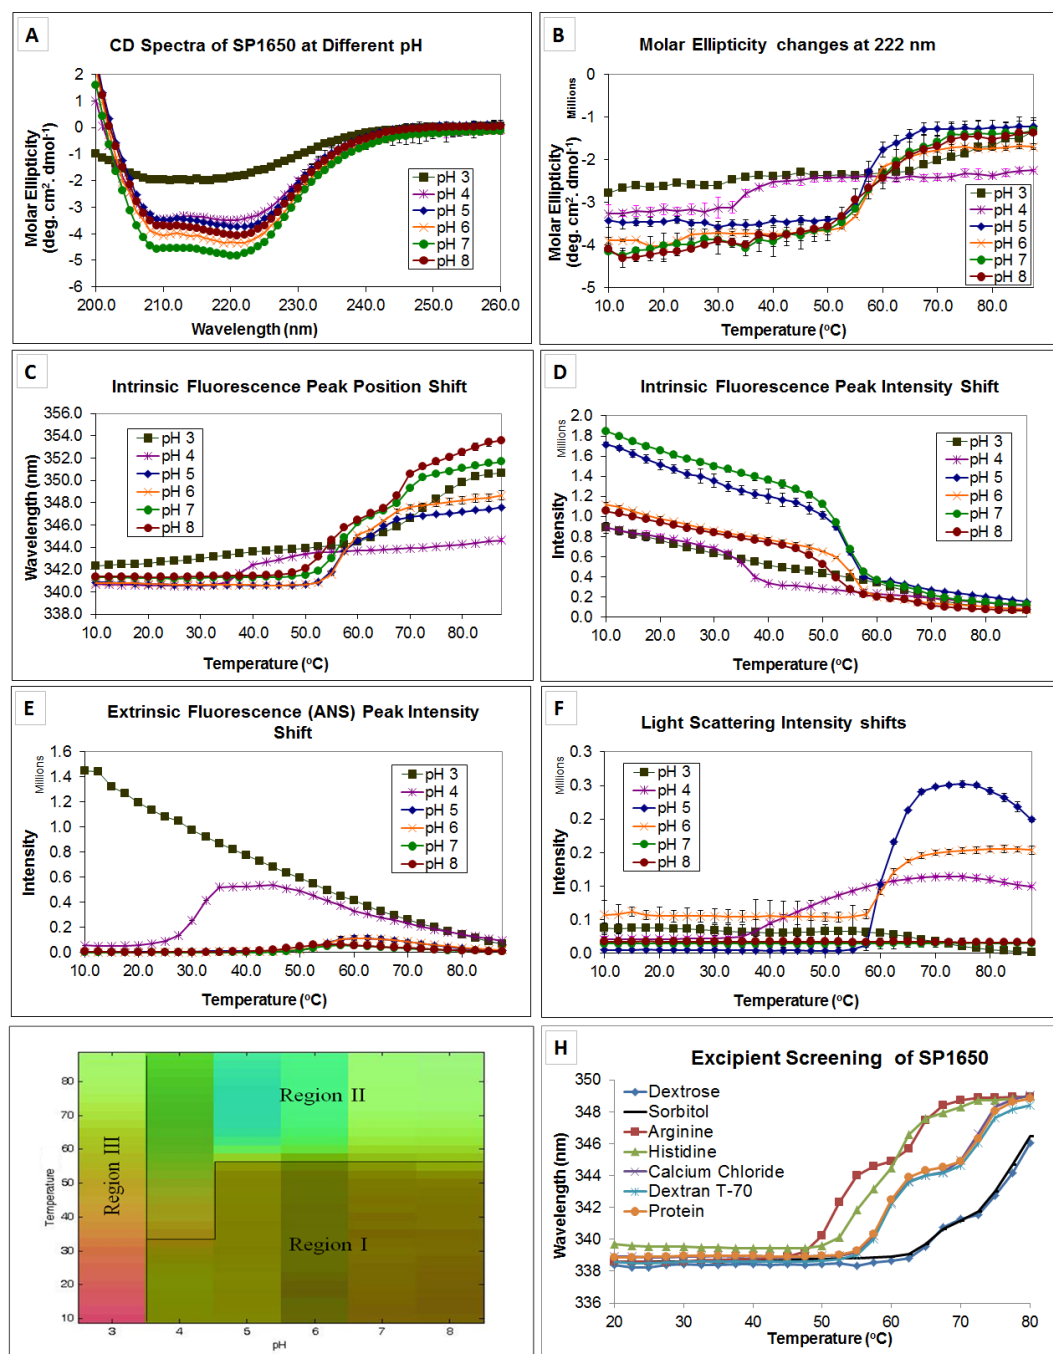 A
CD Spectra of SP1650 at Different pH
2
1
0
-1
-2
-3
-4
-5
-6
Molar Ellipticity
(deg. cm2. dmol-1)
pH 3
pH 4
pH 5
pH 6
pH 7
pH 8
200.0 210.0 220.0 230.0 240.0 250.0 260.0
Wavelength (nm)
B
Molar Ellipticity changes at 222 nm
Millions
0
-1
-2
-3
-4
-5
Molar Ellipticity
(deg. cm2. dmol-1)
pH 3
pH 4
pH 5
pH 6
pH 7
pH 8
10.0 20.0 30.0 40.0 50.0 60.0 70.0 80.0
Temperature (oC)
C
Intrinsic Fluorescence Peak Position Shift
356.0
354.0
352.0
350.0
348.0
346.0
344.0
342.0
340.0
338.0
Wavelength (nm)
pH 3
pH 4
pH 5
pH 6
pH 7
pH 8
10.0 20.0 30.0 40.0 50.0 60.0 70.0 80.0
Temperature (oC)
D
Intrinsic Fluorescence Peak Intensity Shift
Millions
2.0
1.8
1.6
1.4
1.2
1.0
0.8
0.6
0.4
0.2
0.0
Intensity
pH 3
pH 4
pH 5
pH 6
pH 7
pH 8
10.0 20.0 30.0 40.0 50.0 60.0 70.0 80.0
Temperature (oC)
E
Extrinsic Fluorescence (ANS) Peak Intensity
Shift
Millions
1.6
1.4
1.2
1.0
0.8
0.6
0.4
0.2
0.0
Intensity
pH 3
pH 4
pH 5
pH 6
pH 7
pH 8
10.0 20.0 30.0 40.0 50.0 60.0 70.0 80.0
Temperature (oC)
F
Light Scattering Intensity shifts
Millions
0.3
0.2
0.2
0.1
0.1
0.0
Intensity
pH 3
pH 4
pH 5
pH 6
pH 7
pH 8
10.0 20.0 30.0 40.0 50.0 60.0 70.0 80.0
Temperature (oC)
80
70
60
50
40
30
20
10
Temperature
Region III
Region II
Region I
3 4 5 6 7 8
pH
H
Excipient Screening of SP1650
350
348
346
344
342
340
338
336
Wavelength (nm)
Dextrose
Sorbitol
Arginine
Histidine
Calcium Chloride
Dextran T-70
Protein
20 30 40 50 60 70 80
Temperature (°C)